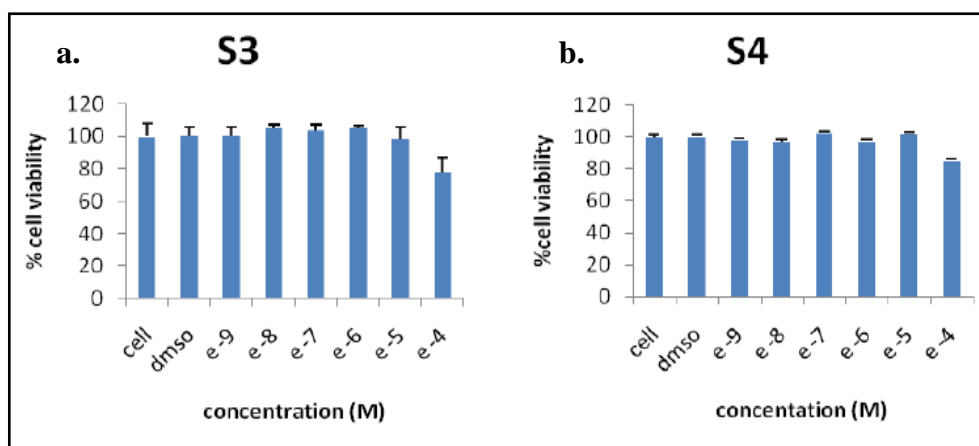 a.
S3
% cell viability
120
100
80
60
40
20
0
cell
dmso
e -9
e -8
e -7
e -6
e -5
e -4
concentration (M)
b.
S4
%cell viability
120
100
80
60
40
20
0
cell
dmso
e -9
e -8
e -7
e -6
e -5
e -4
concentation (M)